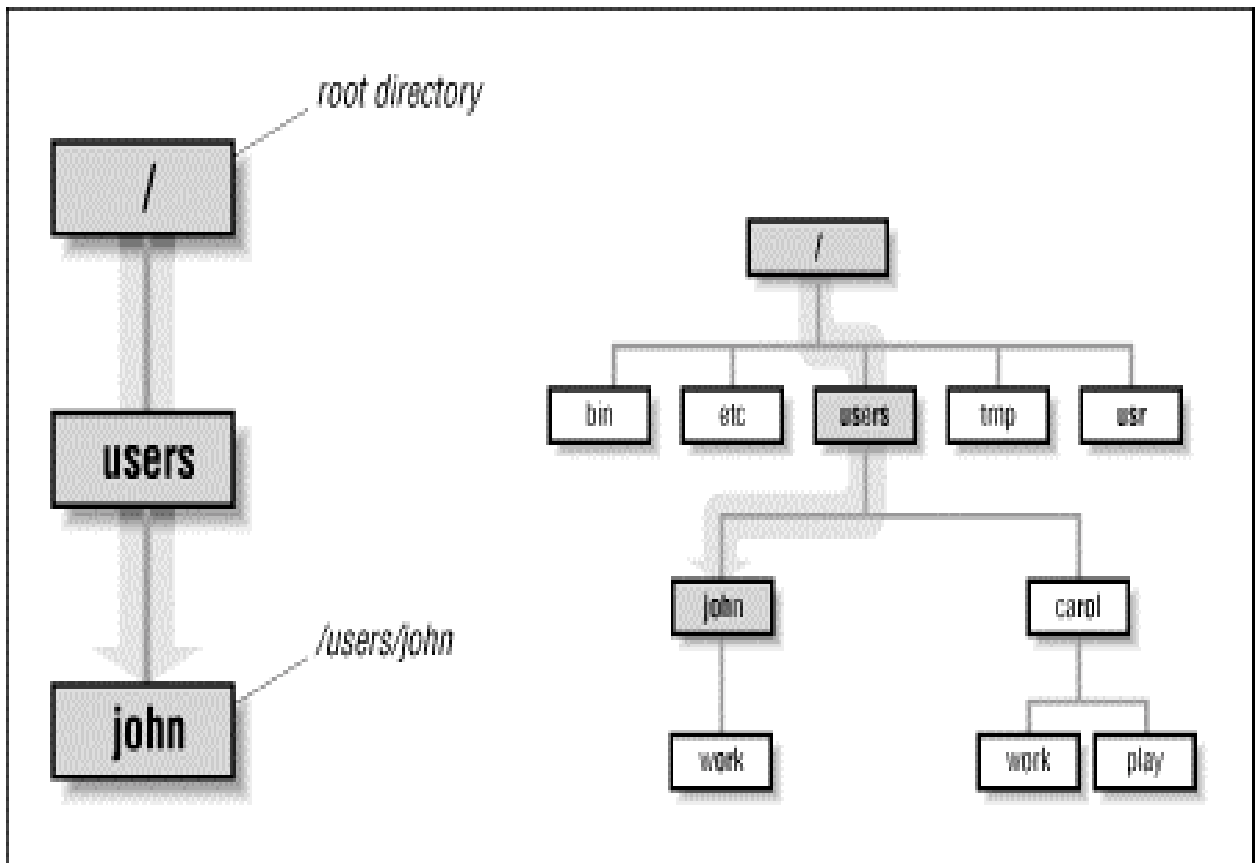 root directory
/
users
/users/john
john
/
bin etc users tmp usr
john carol
work work play